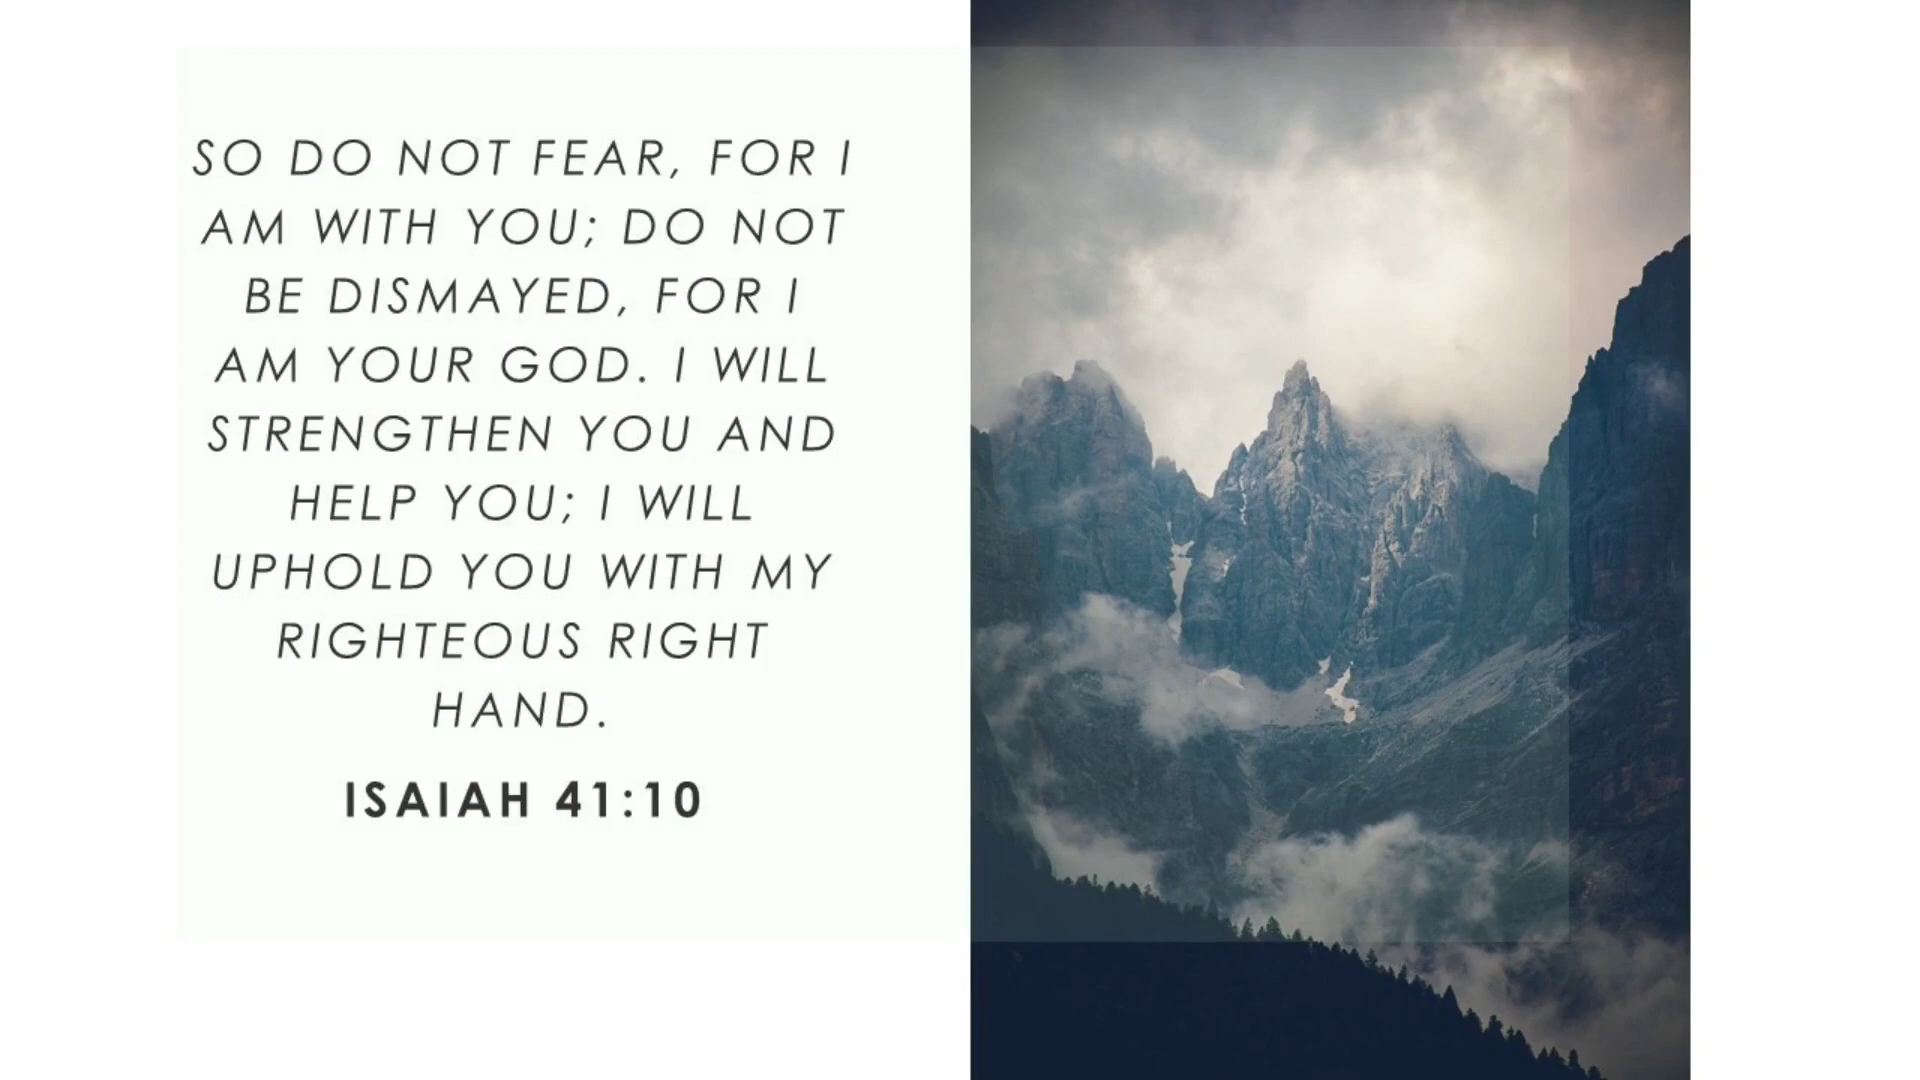 SO DO NOT FEAR, FOR I
AM WITH YOU; DO NOT
BE DISMAYED, FOR I
AM YOUR GOD. I WILL
STRENGTHEN YOU AND
HELP YOU; I WILL
UPHOLD YOU WITH MY
RIGHTEOUS RIGHT
HAND.
ISAIAH 41:10